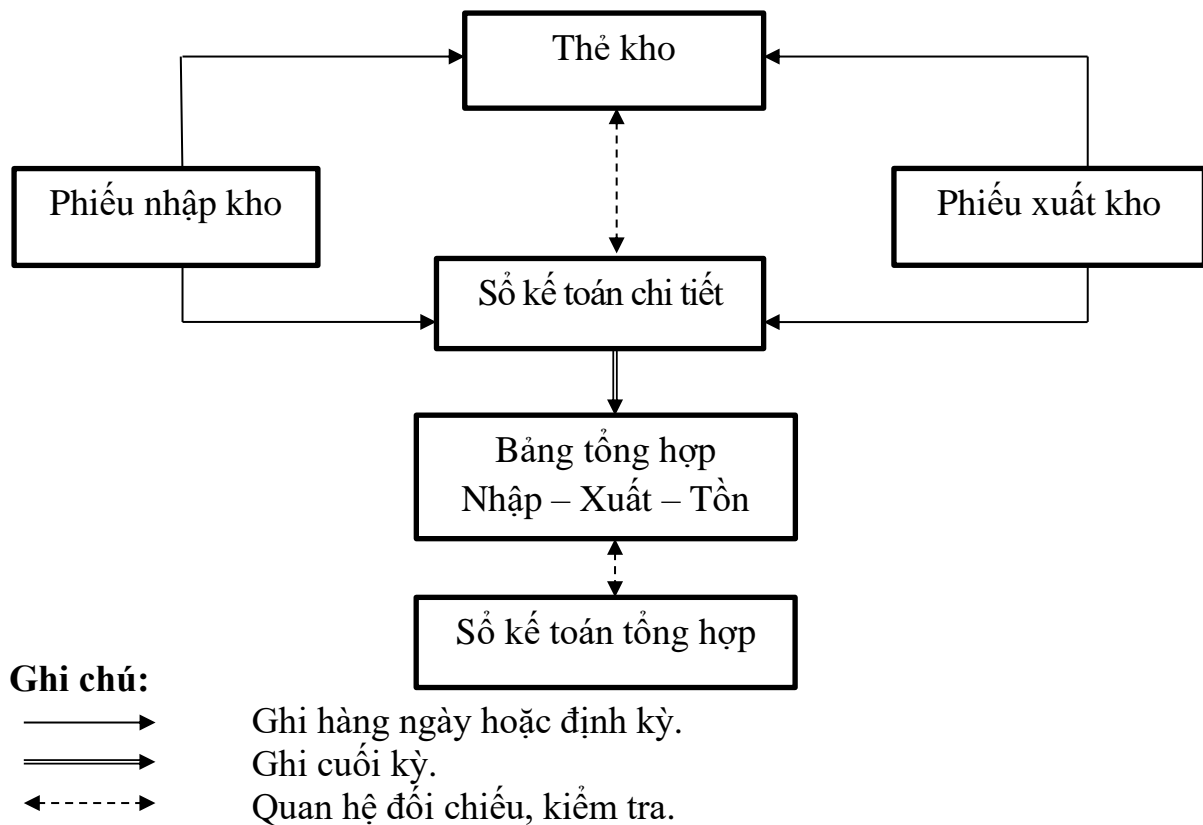 Thẻ kho
Phiếu nhập kho
Phiếu xuất kho
Sổ kế toán chi tiết
Bảng tổng hợp
Nhập – Xuất – Tồn
Sổ kế toán tổng hợp
Ghi chú:
Ghi hàng ngày hoặc định kỳ.
Ghi cuối kỳ.
Quan hệ đối chiếu, kiểm tra.